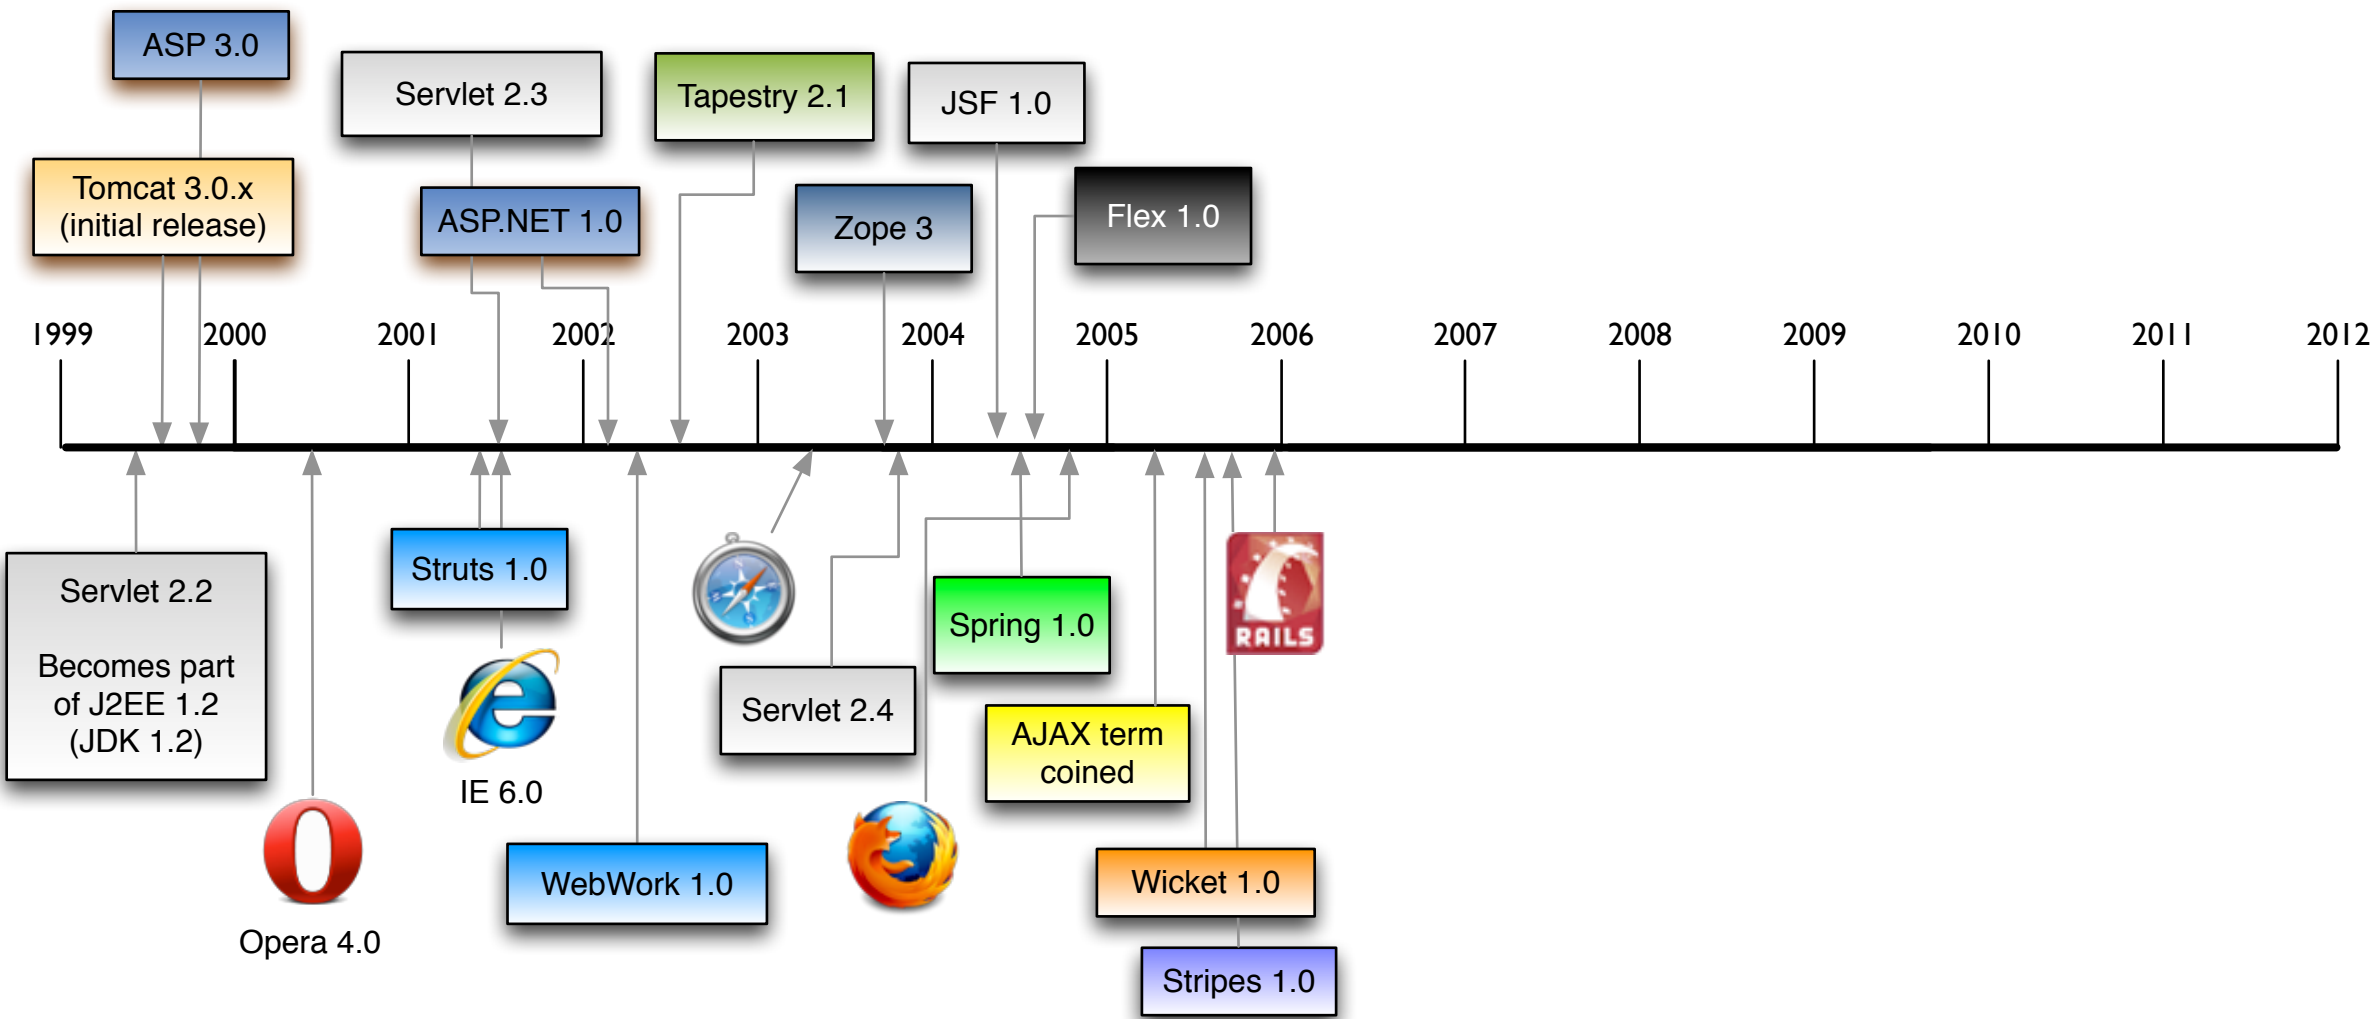 ASP 3.0
Servlet 2.3
Tapestry 2.1
JSF 1.0
Tomcat 3.0.x
(initial release)
ASP.NET 1.0
Zope 3
Flex 1.0
1999
2000
2001
2002
2003
2004
2005
2006
2007
2008
2009
2010
2011
2012
Servlet 2.2
Becomes part
of J2EE 1.2
(JDK 1.2)
Struts 1.0
IE 6.0
Opera 4.0
WebWork 1.0
Servlet 2.4
Spring 1.0
AJAX term
coined
RAILS
Wicket 1.0
Stripes 1.0